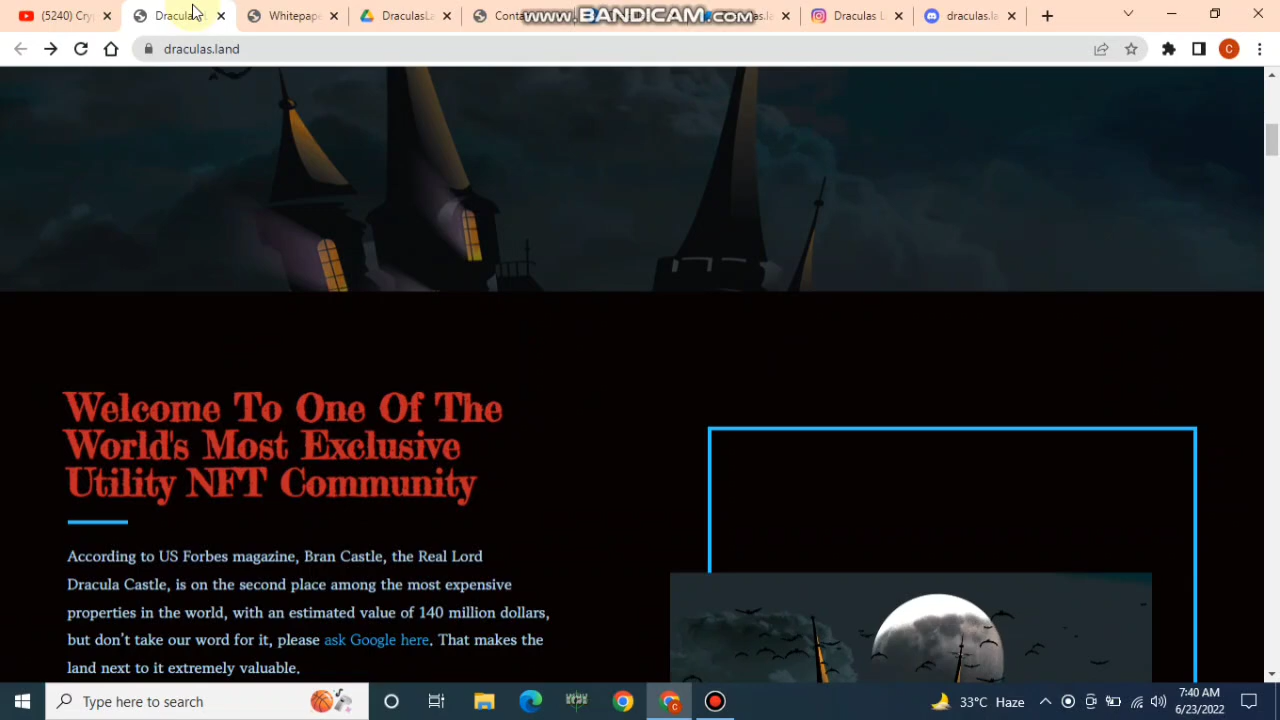 (5240) Cry
Dracula
Whitepape
DraculasLa
Conta
www.BANDICAM.com
s.la
Draculas L
draculas.la
draculas.land
C
Welcome To One Of The
World's Most Exclusive
Utility NFT Community
According to US Forbes magazine, Bran Castle, the Real Lord
Dracula Castle, is on the second place among the most expensive
properties in the world, with an estimated value of 140 million dollars,
but don't take our word for it, please ask Google here. That makes the
land next to it extremely valuable.
Type here to search
C
33°C Haze
7:40 AM
6/23/2022